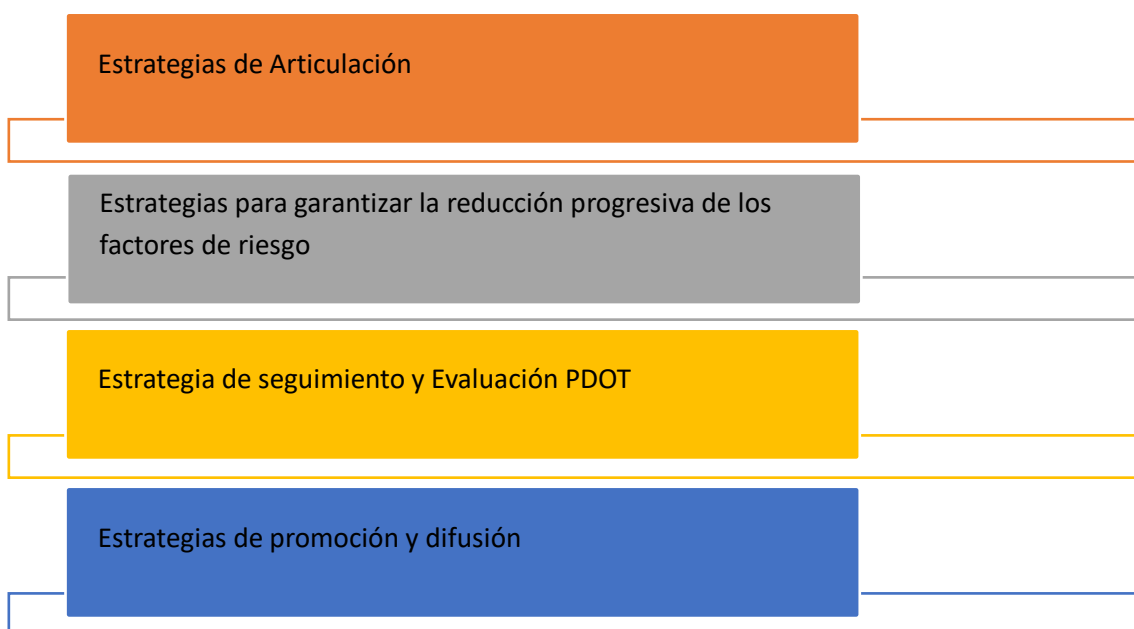 Estrategias de Articulación
Estrategias para garantizar la reducción progresiva de los
factores de riesgo
Estrategia de seguimiento y Evaluación PDOT
Estrategias de promoción y difusión